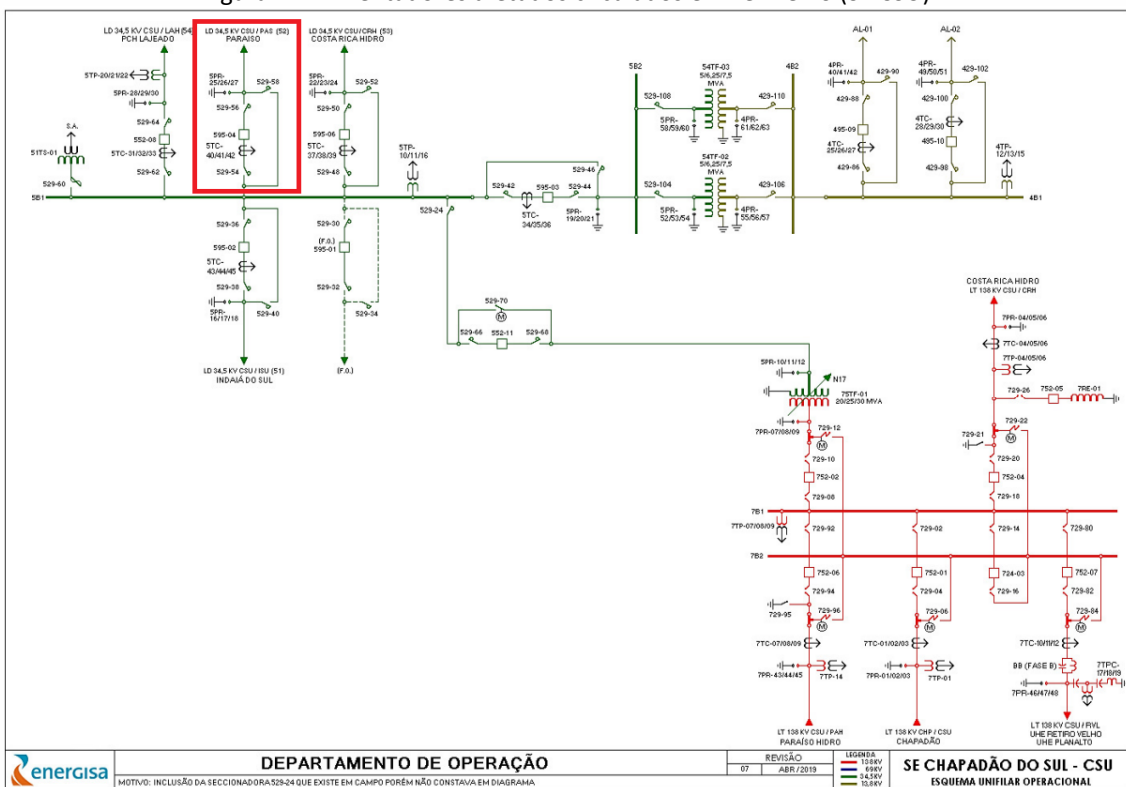 LD 34,5 KV CSU / LAH (54)
PCH LAJEADO
LD 34,5 KV CSU / PAS (52)
PARAISO
LD 34,5 KV CSU/CRH (53)
COSTA RICA HIDRO
5TP-20/21/22
5PR-28/29/30
529-64
552-08
5TC-31/32/33
529-62
S.A.
51TS-01
529-60
5B1
5PR-
25/26/27
529-58
529-56
595-04
5TC-
40/41/42
529-54
5PR-
22/23/24
529-52
529-50
595-06
5TC-
37/38/39
529-48
5TP-
10/11/16
529-36
595-02
5TC-
43/44/45
529-38
5PR-
16/17/18
529-40
LD 34,5 KV CSU / ISU (51)
INDAIÁ DO SUL
529-30
(F.O.)
595-01
529-32
529-34
(F.O.)
529-24
529-42
595-03
529-44
529-46
5TC-
34/35/36
5PR-
19/20/21
5B2
529-108
5PR-
58/59/60
54TF-03
5/6,25/7,5
MVA
4PR-
61/62/63
429-110
4B2
529-104
5PR-
52/53/54
54TF-02
5/6,25/7,5
MVA
4PR-
55/56/57
429-106
AL-01
4PR-
40/41/42
429-90
429-88
495-09
4TC-
25/26/27
429-86
AL-02
4PR-
49/50/51
429-102
429-100
4TC-
28/29/30
495-10
429-98
4TP-
12/13/15
4B1
529-70
M
529-66
552-11
529-68
5PR-10/11/12
N17
75TF-01
20/25/30 MVA
7PR-07/08/09
729-12
M
729-10
752-02
729-08
COSTA RICA HIDRO
LT 138 KV CSU / CRH
7PR-04/05/06
7TC-04/05/06
7TP-04/05/06
729-26
752-05
7RE-01
729-22
M
729-21
729-20
752-04
729-18
7B1
7TP-07/08/09
729-92
729-02
729-14
729-80
7B2
752-06
729-94
729-95
729-96
M
7TC-07/08/09
7PR-43/44/45
7TP-14
LT 138 KV CSU / PAH
PARAÍSO HIDRO
752-01
729-04
729-06
M
7TC-01/02/03
7PR-01/02/03
7TP-01
LT 138 KV CHP / CSU
CHAPADÃO
724-03
729-16
752-07
729-82
729-84
M
7TC-10/11/12
BB (FASE B)
7TPC-
17/18/19
7PR-46/47/48
LT 138 KV CSU / RVL
UHE RETIRO VELHO
UHE PLANALTO
energisa
DEPARTAMENTO DE OPERAÇÃO
MOTIVO: INCLUSÃO DA SECCIONADORA 529-24 QUE EXISTE EM CAMPO PORÉM NÃO CONSTAVA EM DIAGRAMA
REVISÃO
07
ABR / 2019
LEGENDA
138KV
69KV
34,5KV
13,8KV
SE CHAPADÃO DO SUL - CSU
ESQUEMA UNIFILAR OPERACIONAL